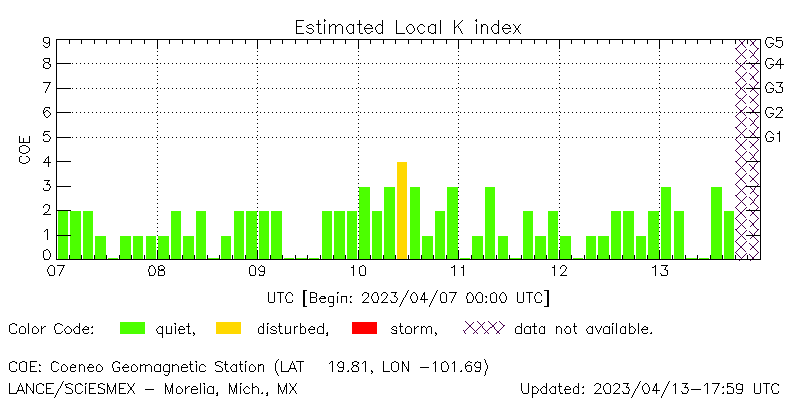 Estimated Local K index
COE
9
8
7
6
5
4
3
2
1
0
G5
G4
G3
G2
G1
07 08 09 10 11 12 13
UTC [Begin: 2023/04/07 00:00 UTC]
Color Code: quiet, disturbed, storm, data not available.
COE: Coeneo Geomagnetic Station (LAT 19.81, LON -101.69)
LANCE/SCiESMEX - Morelia, Mich., MX Updated: 2023/04/13-17:59 UTC